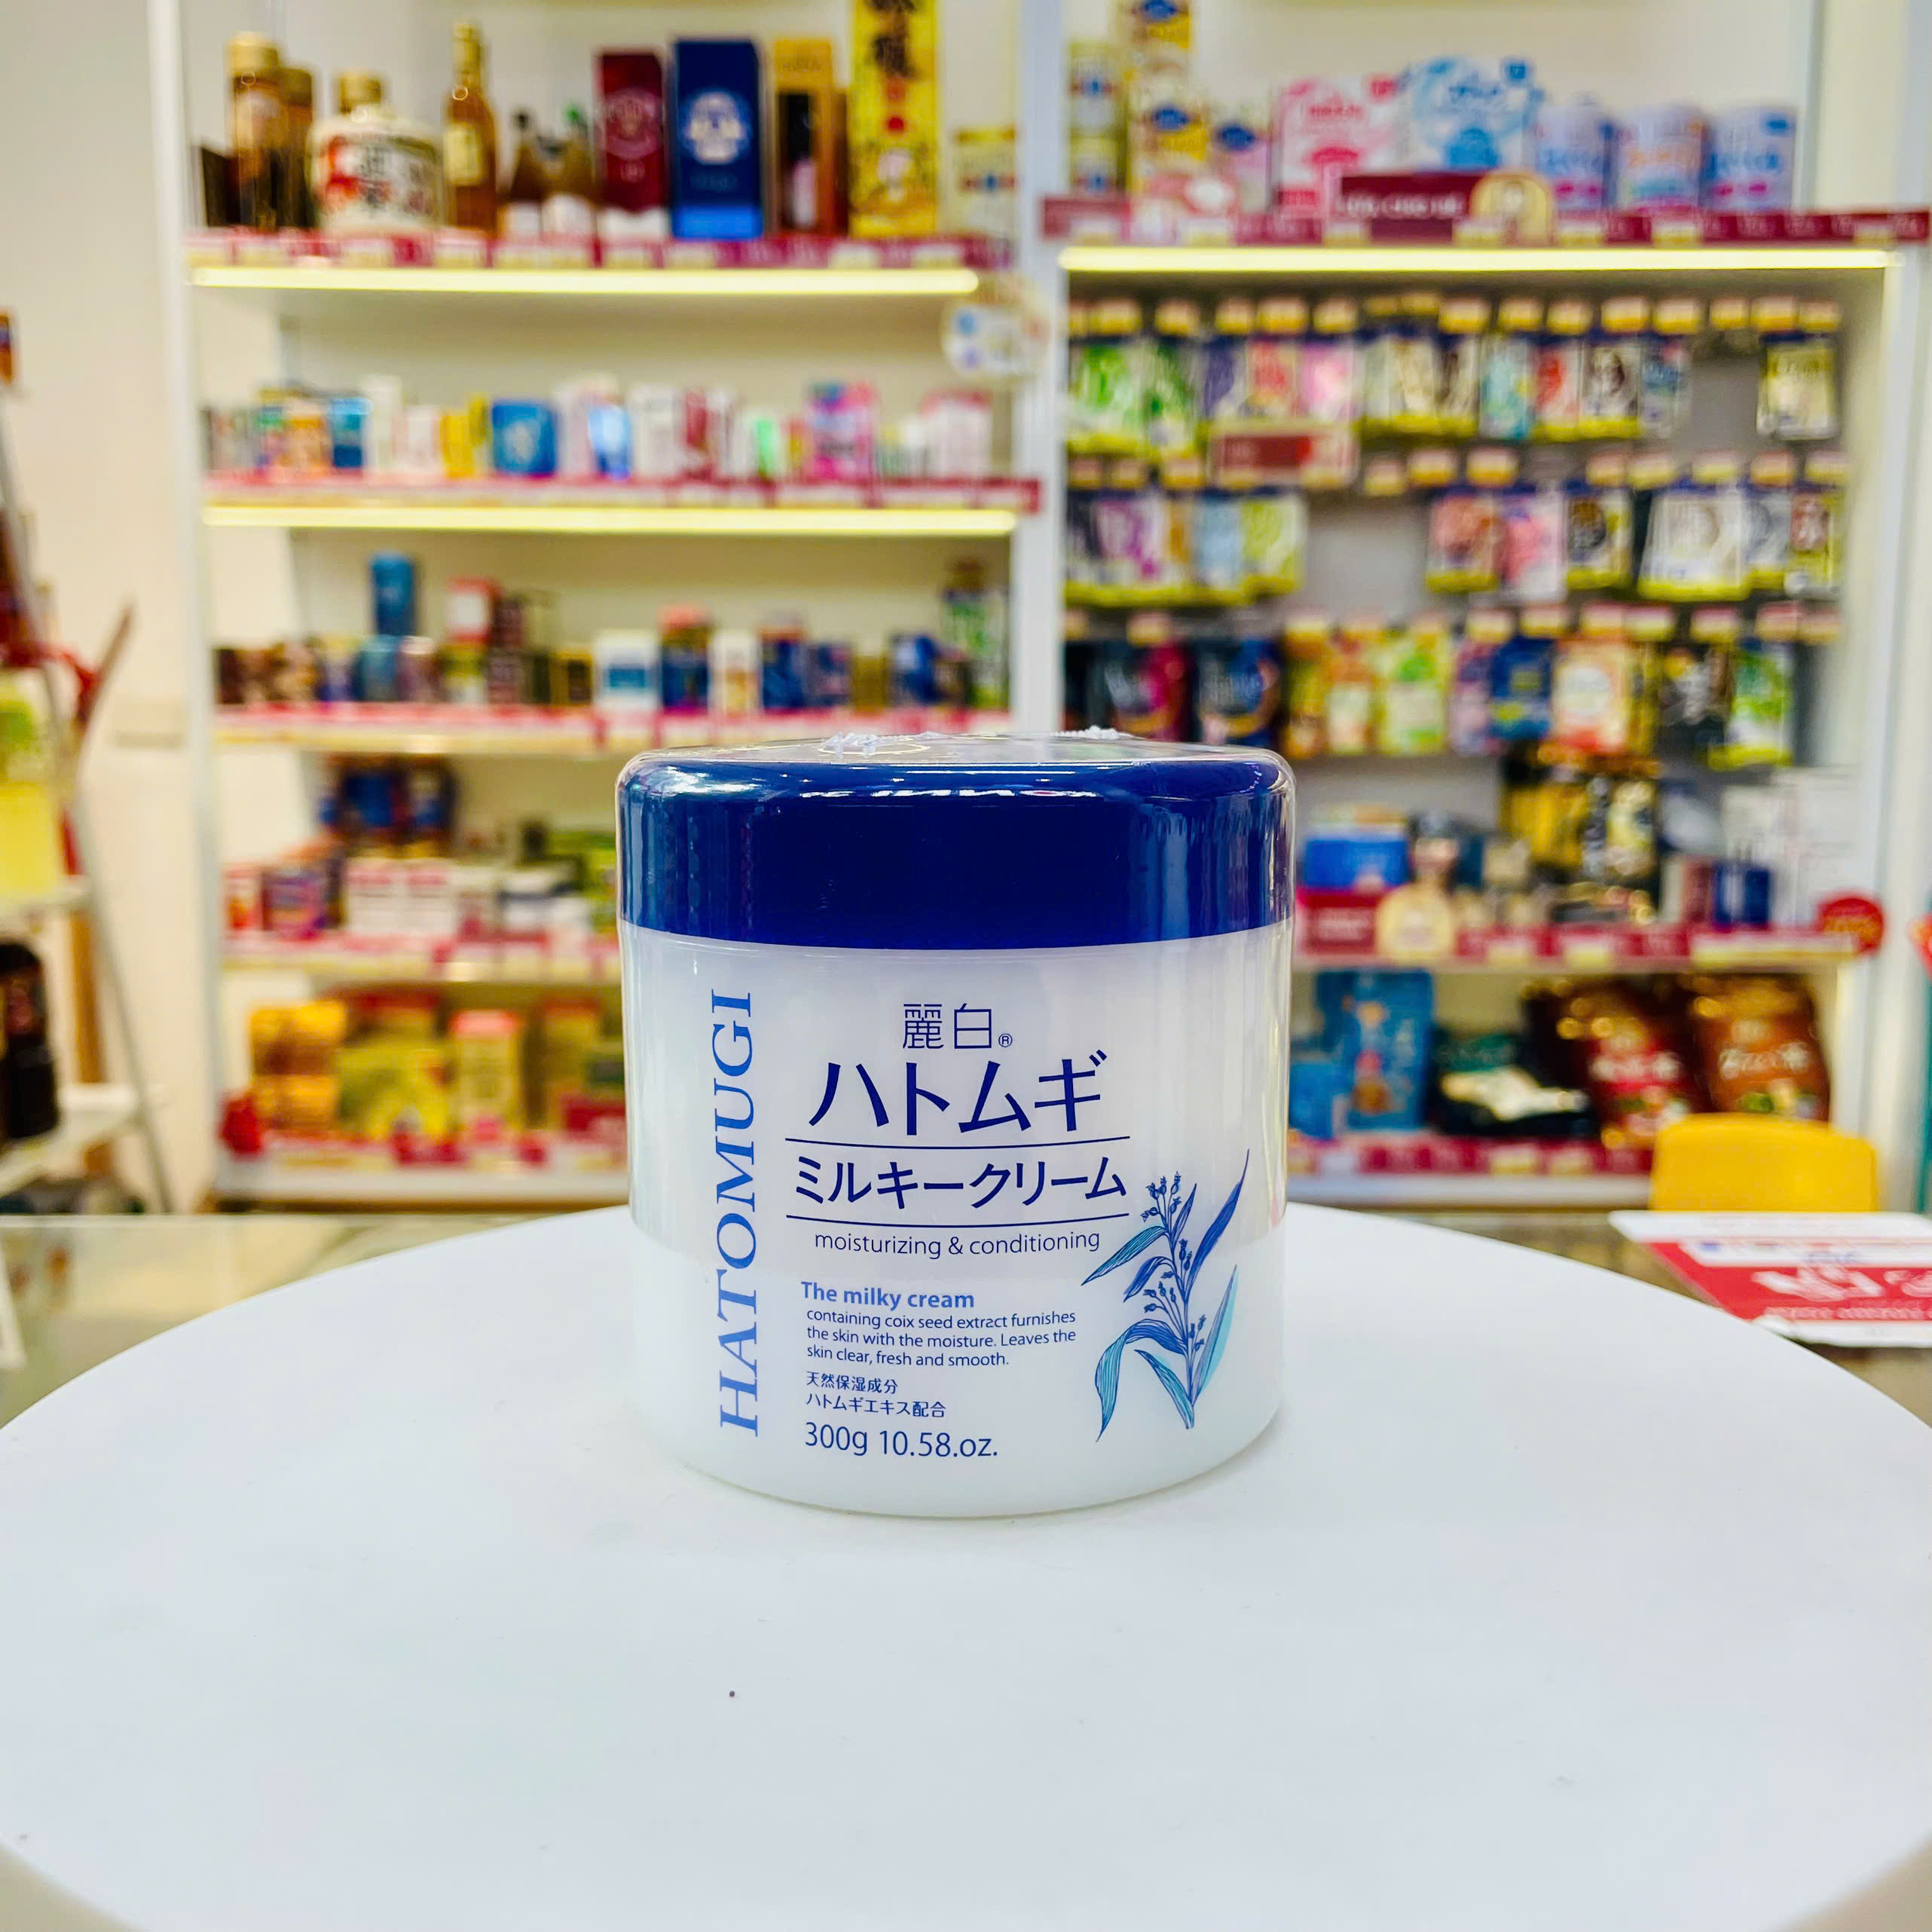 HATOMUGI
麗白®
ハトムギ
ミルキークリーム
moisturizing & conditioning
The milky cream
containing coix seed extract furnishes
the skin with the moisture. Leaves the
skin clear, fresh and smooth.
天然保湿成分
ハトムギエキス配合
300g 10.58.oz.